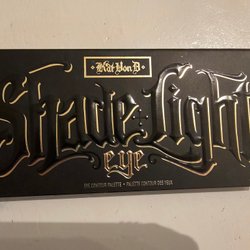 Kat Von D
Shade + Light
eye
EYE CONTOUR PALETTE • PALETTE CONTOUR DES YEUX